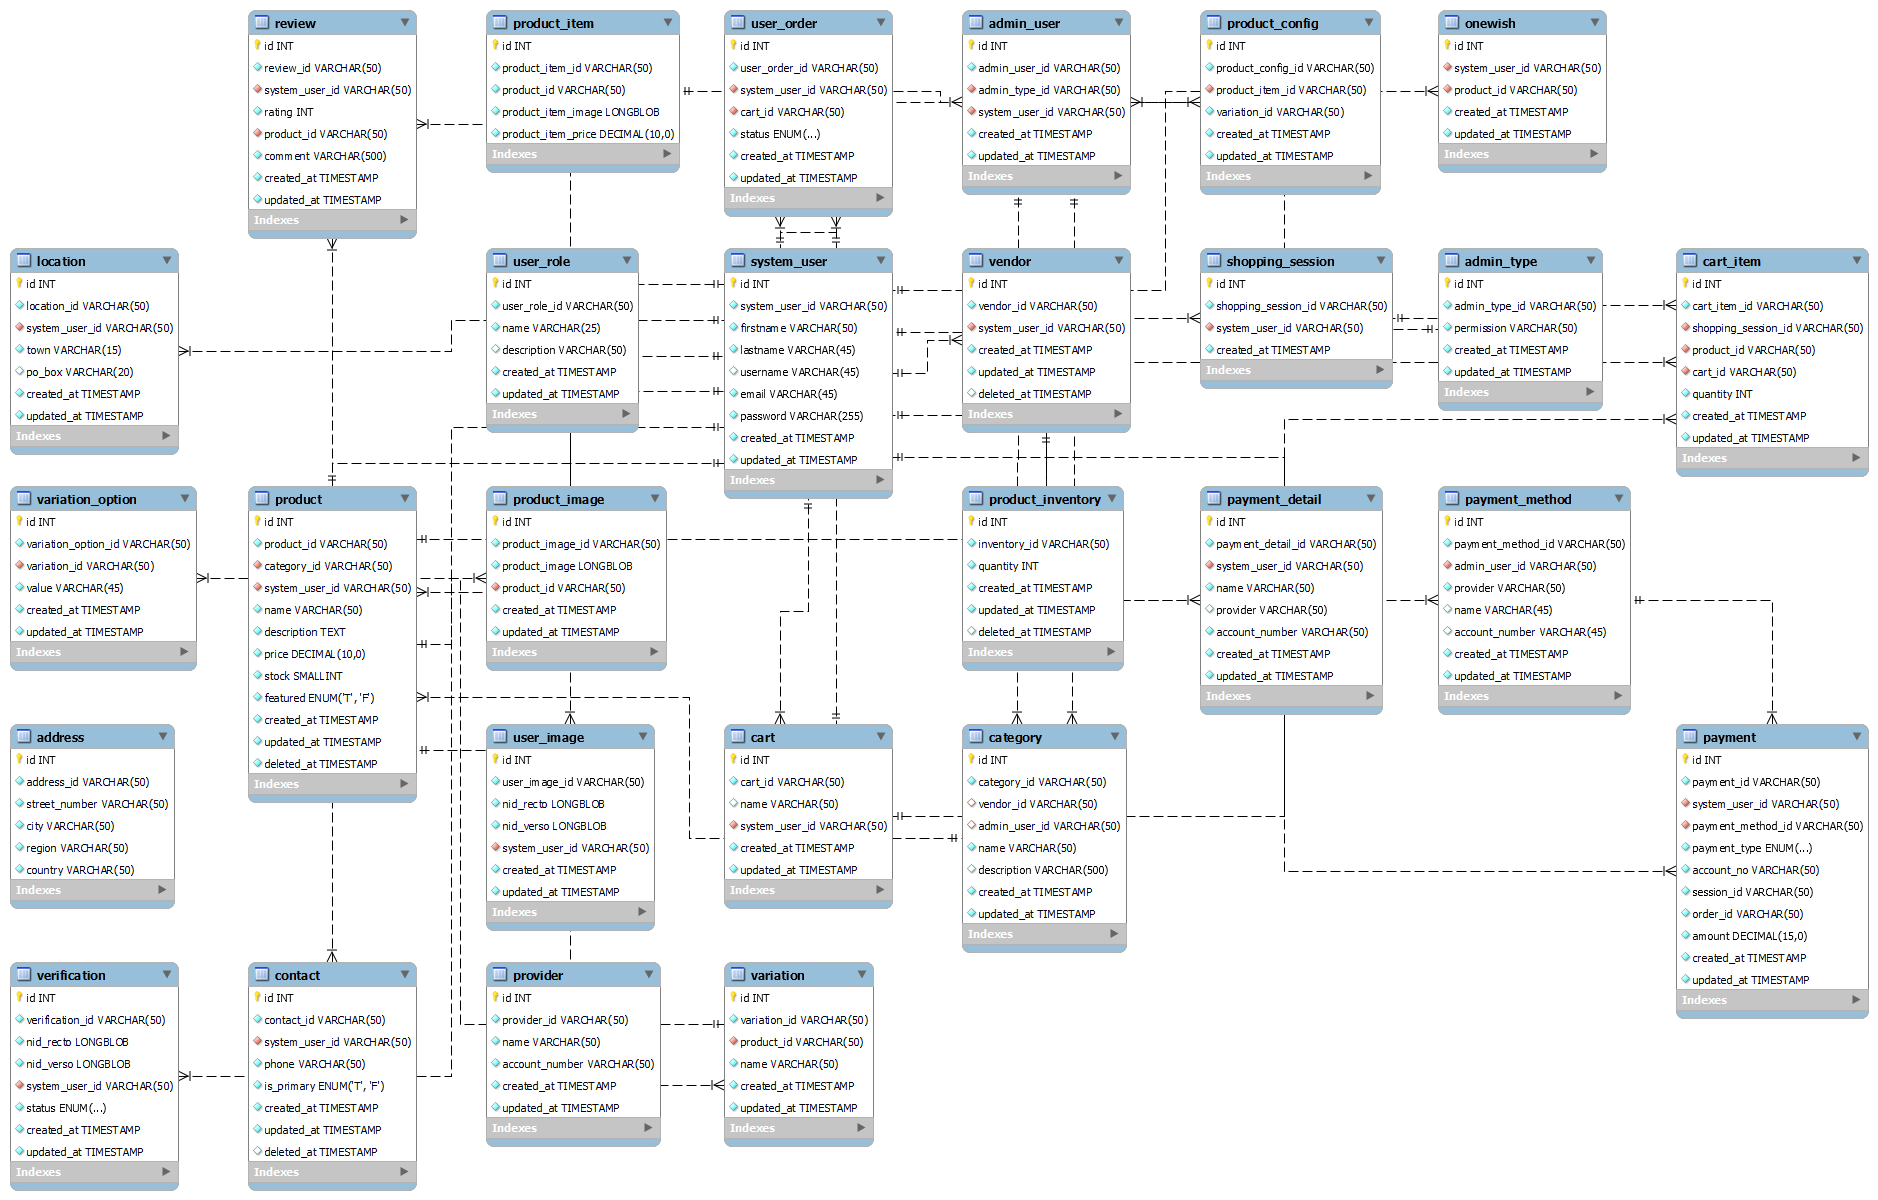 review
id INT
review_id VARCHAR(50)
system_user_id VARCHAR(50)
rating INT
product_id VARCHAR(50)
comment VARCHAR(500)
created_at TIMESTAMP
updated_at TIMESTAMP
Indexes
product_item
id INT
product_item_id VARCHAR(50)
product_id VARCHAR(50)
product_item_image LONGBLOB
product_item_price DECIMAL(10,0)
Indexes
user_order
id INT
user_order_id VARCHAR(50)
system_user_id VARCHAR(50)
cart_id VARCHAR(50)
status ENUM(...)
created_at TIMESTAMP
updated_at TIMESTAMP
Indexes
admin_user
id INT
admin_user_id VARCHAR(50)
admin_type_id VARCHAR(50)
system_user_id VARCHAR(50)
created_at TIMESTAMP
updated_at TIMESTAMP
Indexes
product_config
id INT
product_config_id VARCHAR(50)
product_item_id VARCHAR(50)
variation_id VARCHAR(50)
created_at TIMESTAMP
updated_at TIMESTAMP
Indexes
onewish
id INT
system_user_id VARCHAR(50)
product_id VARCHAR(50)
created_at TIMESTAMP
updated_at TIMESTAMP
Indexes
location
id INT
location_id VARCHAR(50)
system_user_id VARCHAR(50)
town VARCHAR(15)
po_box VARCHAR(20)
created_at TIMESTAMP
updated_at TIMESTAMP
Indexes
user_role
id INT
user_role_id VARCHAR(50)
name VARCHAR(25)
description VARCHAR(50)
created_at TIMESTAMP
updated_at TIMESTAMP
Indexes
system_user
id INT
system_user_id VARCHAR(50)
firstname VARCHAR(50)
lastname VARCHAR(45)
username VARCHAR(45)
email VARCHAR(45)
password VARCHAR(255)
created_at TIMESTAMP
updated_at TIMESTAMP
Indexes
vendor
id INT
vendor_id VARCHAR(50)
system_user_id VARCHAR(50)
created_at TIMESTAMP
updated_at TIMESTAMP
deleted_at TIMESTAMP
Indexes
shopping_session
id INT
shopping_session_id VARCHAR(50)
system_user_id VARCHAR(50)
created_at TIMESTAMP
Indexes
admin_type
id INT
admin_type_id VARCHAR(50)
permission VARCHAR(50)
created_at TIMESTAMP
updated_at TIMESTAMP
Indexes
cart_item
id INT
cart_item_id VARCHAR(50)
shopping_session_id VARCHAR(50)
product_id VARCHAR(50)
cart_id VARCHAR(50)
quantity INT
created_at TIMESTAMP
updated_at TIMESTAMP
Indexes
variation_option
id INT
variation_option_id VARCHAR(50)
variation_id VARCHAR(50)
value VARCHAR(45)
created_at TIMESTAMP
updated_at TIMESTAMP
Indexes
product
id INT
product_id VARCHAR(50)
category_id VARCHAR(50)
system_user_id VARCHAR(50)
name VARCHAR(50)
description TEXT
price DECIMAL(10,0)
stock SMALLINT
featured ENUM('T', 'F')
created_at TIMESTAMP
updated_at TIMESTAMP
deleted_at TIMESTAMP
Indexes
product_image
id INT
product_image_id VARCHAR(50)
product_image LONGBLOB
product_id VARCHAR(50)
created_at TIMESTAMP
updated_at TIMESTAMP
Indexes
product_inventory
id INT
inventory_id VARCHAR(50)
quantity INT
created_at TIMESTAMP
updated_at TIMESTAMP
deleted_at TIMESTAMP
Indexes
payment_detail
id INT
payment_detail_id VARCHAR(50)
system_user_id VARCHAR(50)
name VARCHAR(50)
provider VARCHAR(50)
account_number VARCHAR(50)
created_at TIMESTAMP
updated_at TIMESTAMP
Indexes
payment_method
id INT
payment_method_id VARCHAR(50)
admin_user_id VARCHAR(50)
provider VARCHAR(50)
name VARCHAR(45)
account_number VARCHAR(45)
created_at TIMESTAMP
updated_at TIMESTAMP
Indexes
address
id INT
address_id VARCHAR(50)
street_number VARCHAR(50)
city VARCHAR(50)
region VARCHAR(50)
country VARCHAR(50)
Indexes
user_image
id INT
user_image_id VARCHAR(50)
nid_recto LONGBLOB
nid_verso LONGBLOB
system_user_id VARCHAR(50)
created_at TIMESTAMP
updated_at TIMESTAMP
Indexes
cart
id INT
cart_id VARCHAR(50)
name VARCHAR(50)
system_user_id VARCHAR(50)
created_at TIMESTAMP
updated_at TIMESTAMP
Indexes
category
id INT
category_id VARCHAR(50)
vendor_id VARCHAR(50)
admin_user_id VARCHAR(50)
name VARCHAR(50)
description VARCHAR(500)
created_at TIMESTAMP
updated_at TIMESTAMP
Indexes
payment
id INT
payment_id VARCHAR(50)
system_user_id VARCHAR(50)
payment_method_id VARCHAR(50)
payment_type ENUM(...)
account_no VARCHAR(50)
session_id VARCHAR(50)
order_id VARCHAR(50)
amount DECIMAL(15,0)
created_at TIMESTAMP
updated_at TIMESTAMP
Indexes
verification
id INT
verification_id VARCHAR(50)
nid_recto LONGBLOB
nid_verso LONGBLOB
system_user_id VARCHAR(50)
status ENUM(...)
created_at TIMESTAMP
updated_at TIMESTAMP
Indexes
contact
id INT
contact_id VARCHAR(50)
system_user_id VARCHAR(50)
phone VARCHAR(50)
is_primary ENUM('T', 'F')
created_at TIMESTAMP
updated_at TIMESTAMP
deleted_at TIMESTAMP
Indexes
provider
id INT
provider_id VARCHAR(50)
name VARCHAR(50)
account_number VARCHAR(50)
created_at TIMESTAMP
updated_at TIMESTAMP
Indexes
variation
id INT
variation_id VARCHAR(50)
product_id VARCHAR(50)
name VARCHAR(50)
created_at TIMESTAMP
updated_at TIMESTAMP
Indexes